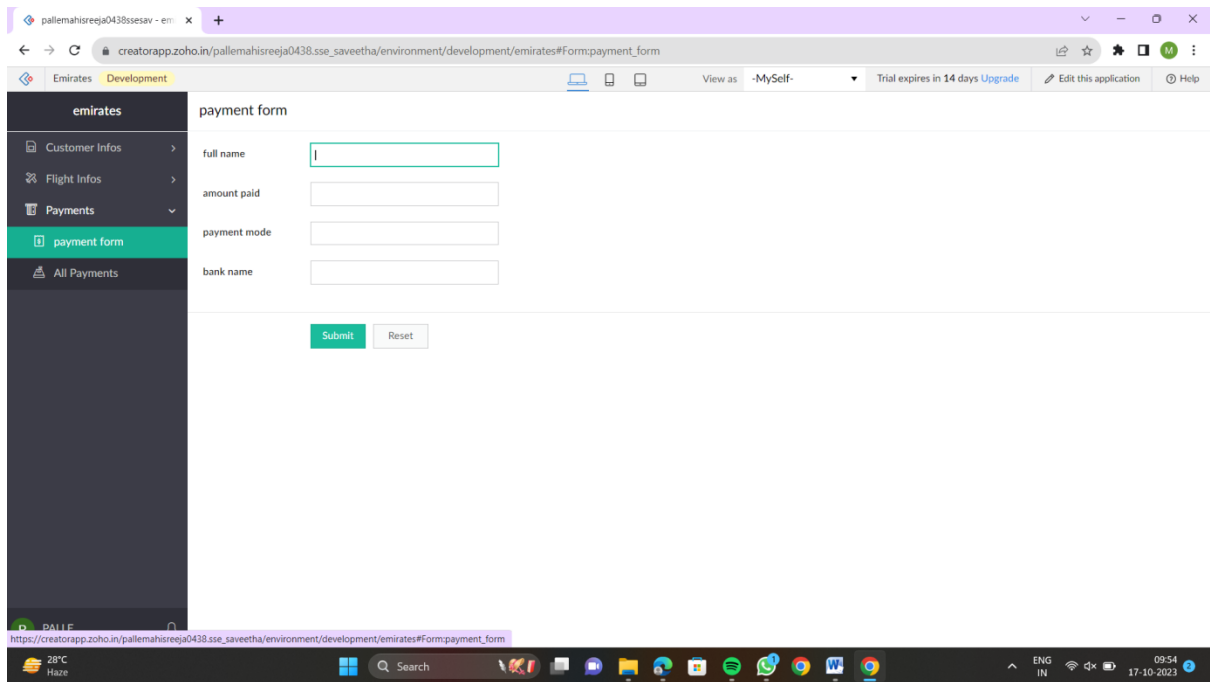 pallemahisreeja0438ssesav - em
creatorapp.zoho.in/pallemahisreeja0438.sse_saveetha/environment/development/emirates#Form:payment_form
M
Emirates Development View as -MySelf- Trial expires in 14 days Upgrade Edit this application Help
emirates
payment form
Customer Infos
Flight Infos
Payments
payment form
All Payments
full name
amount paid
payment mode
bank name
Submit Reset
PALLE
https://creatorapp.zoho.in/pallemahisreeja0438.sse_saveetha/environment/development/emirates#Form:payment_form
28°C
Haze
Search
1
W
ENG
IN
09:54
17-10-2023
2